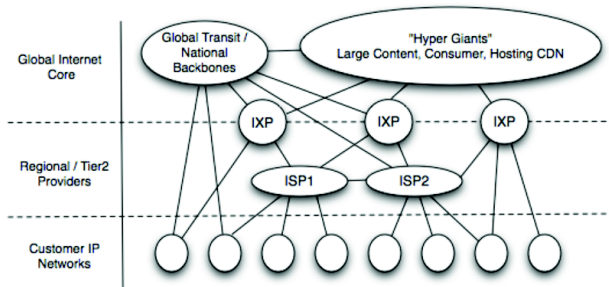 Global Internet
Core
Global Transit /
National
Backbones
"Hyper Giants"
Large Content, Consumer, Hosting CDN
IXP
IXP
IXP
Regional / Tier2
Providers
ISP1
ISP2
Customer IP
Networks